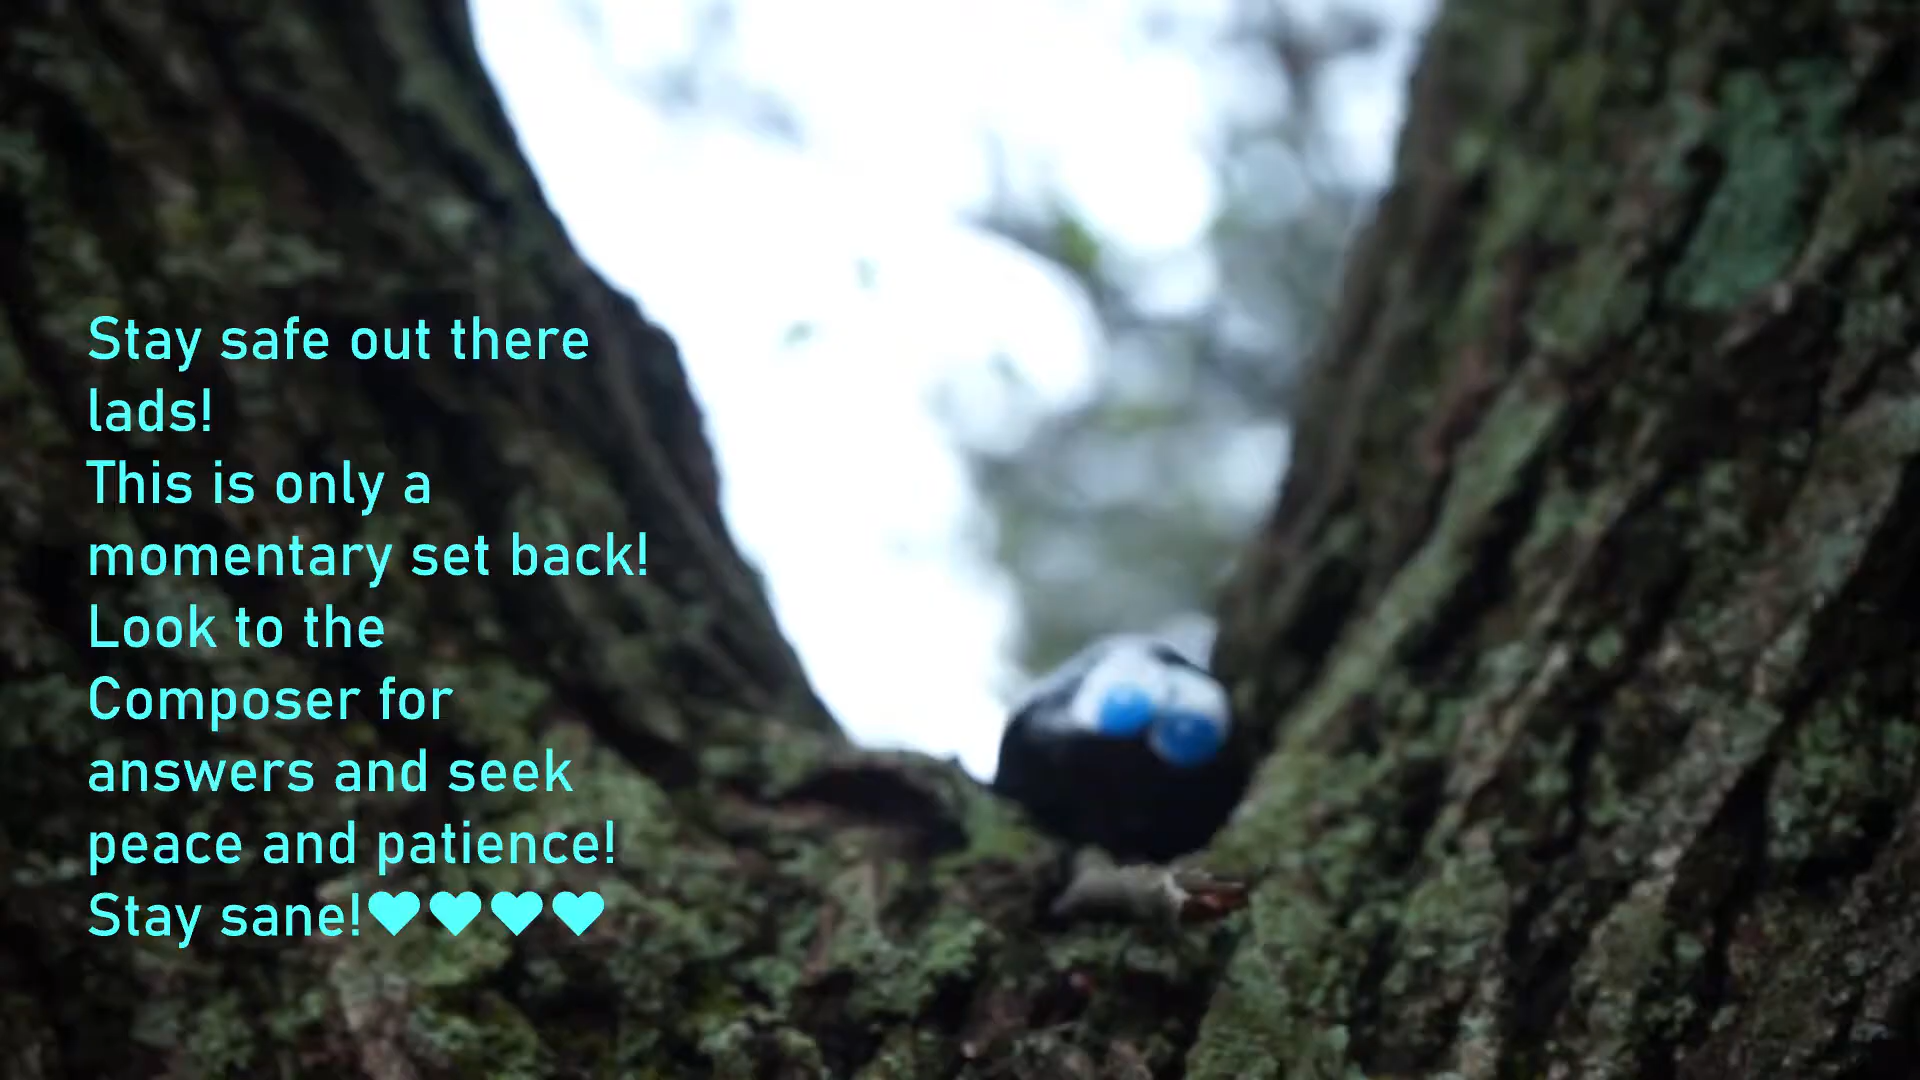 Stay safe out there
lads!
This is only a
momentary set back!
Look to the
Composer for
answers and seek
peace and patience!
Stay sane!♥♥♥♥